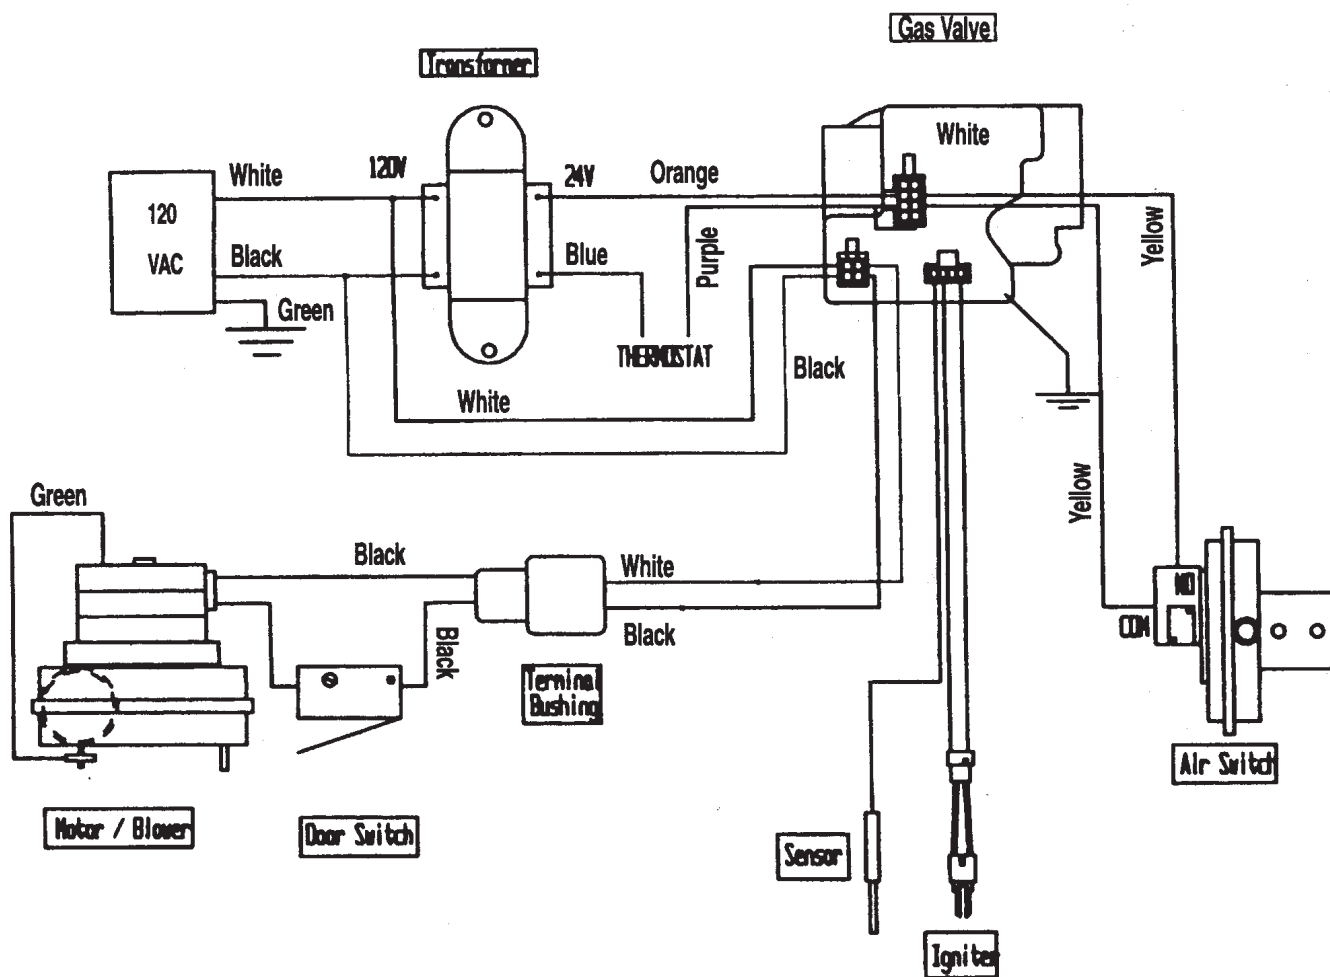 Gas Valve
Transformer
White
120V
24V
Orange
White
120
VAC
Black
Blue
Purple
Yellow
Green
THERMOSTAT
Black
White
Yellow
Green
Black
White
NO
COM
Black
Black
Terminal
Bushing
Air Switch
Motor / Blower
Door Switch
Sensor
Igniter